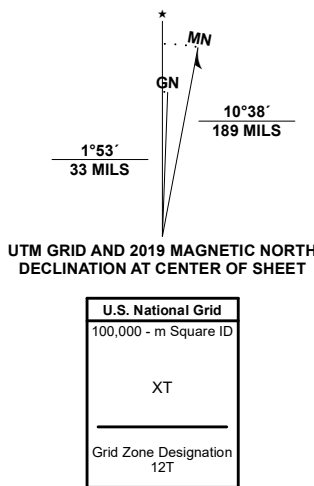 ★
MN
GN
10°38´
189 MILS
1°53´
33 MILS
UTM GRID AND 2019 MAGNETIC NORTH
DECLINATION AT CENTER OF SHEET
U.S. National Grid
100,000 - m Square ID
XT
Grid Zone Designation
12T